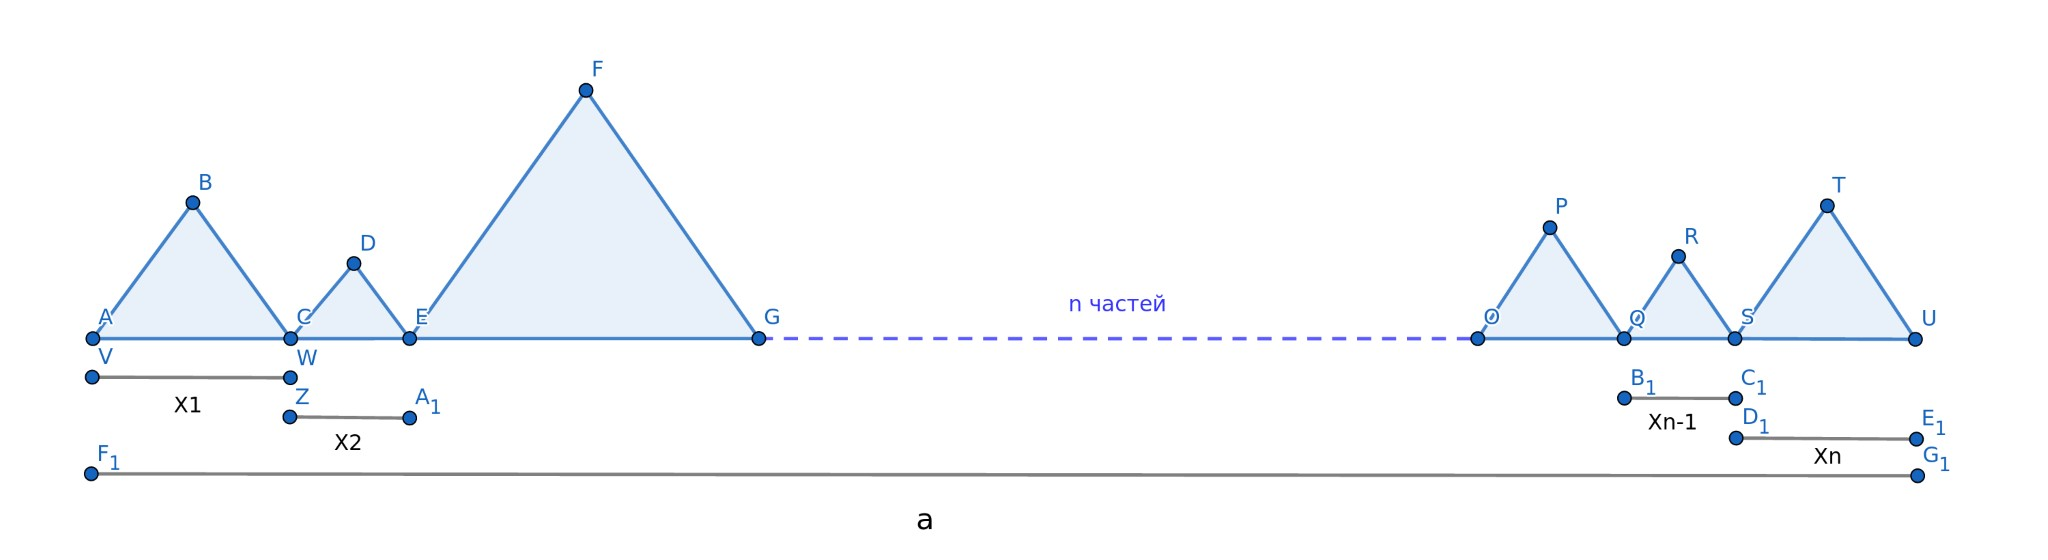 F
B
T
P
D
R
n частей
A C E G O Q S U
V W
X1
Z A1
X2
B1 C1
Xn-1
D1 E1
Xn
F1 G1
a